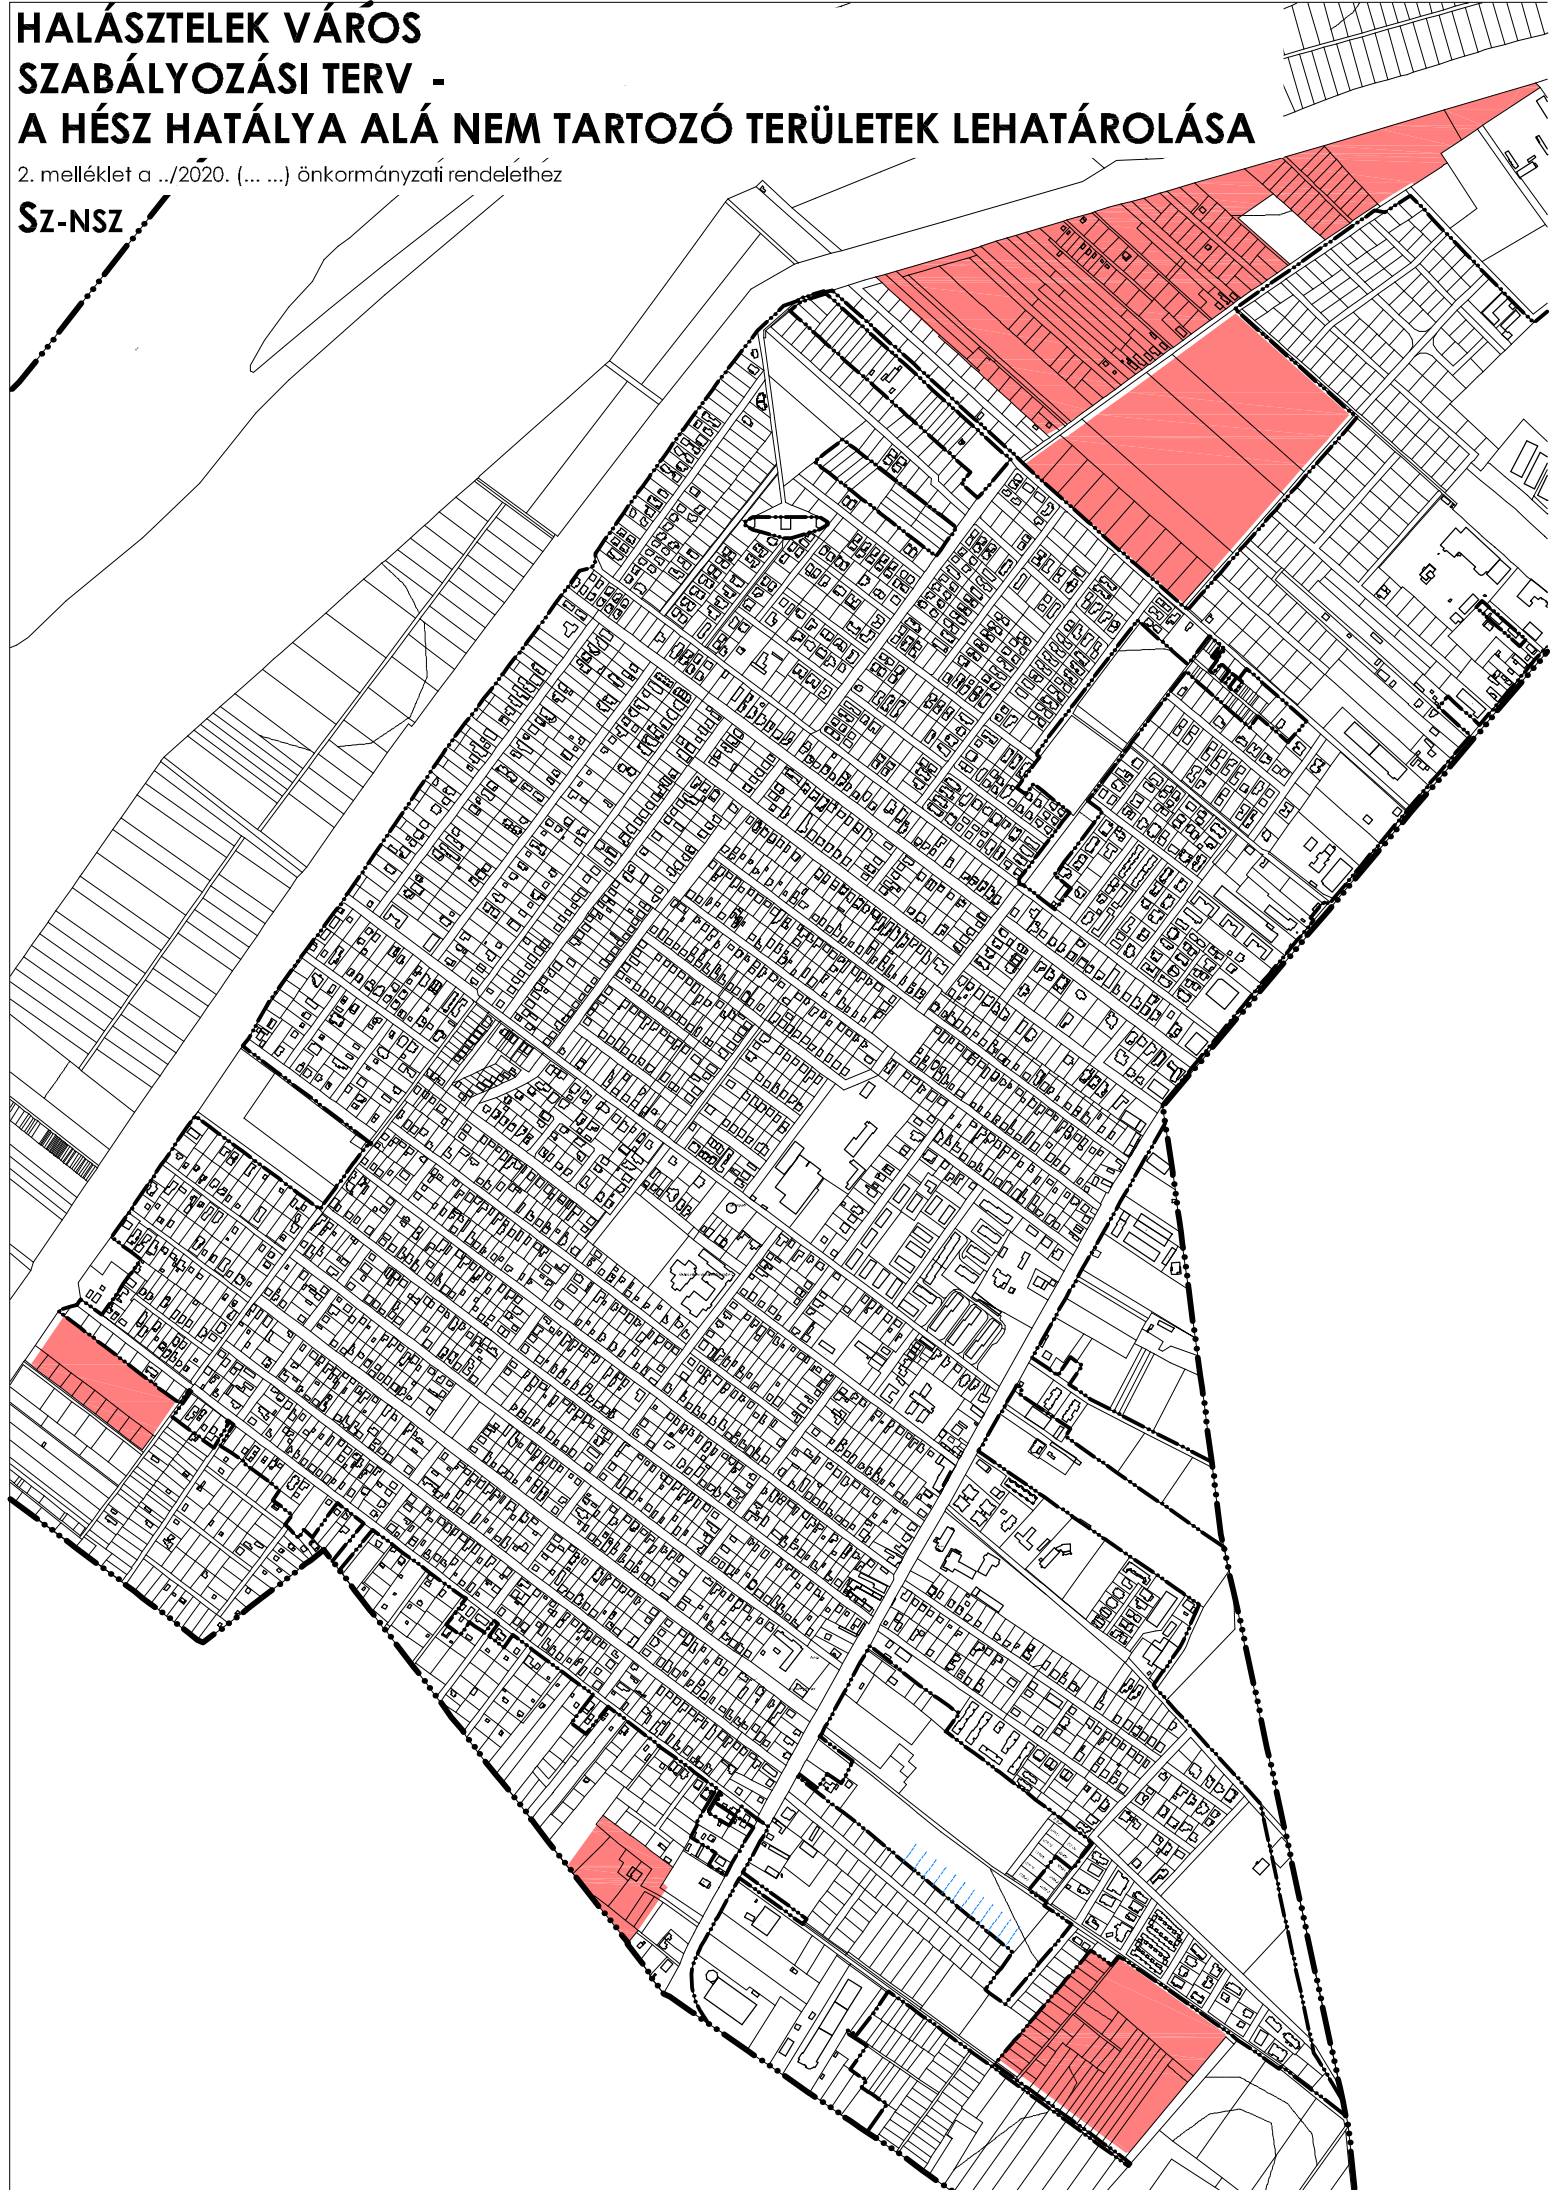 HALÁSZTELEK VÁROS
SZABÁLYOZÁSI TERV -
A HÉSZ HATÁLYA ALÁ NEM TARTOZÓ TERÜLETEK LEHATÁROLÁSA
2. melléklet a ../2020. (... ...) önkormányzati rendelethez
SZ-NSZ